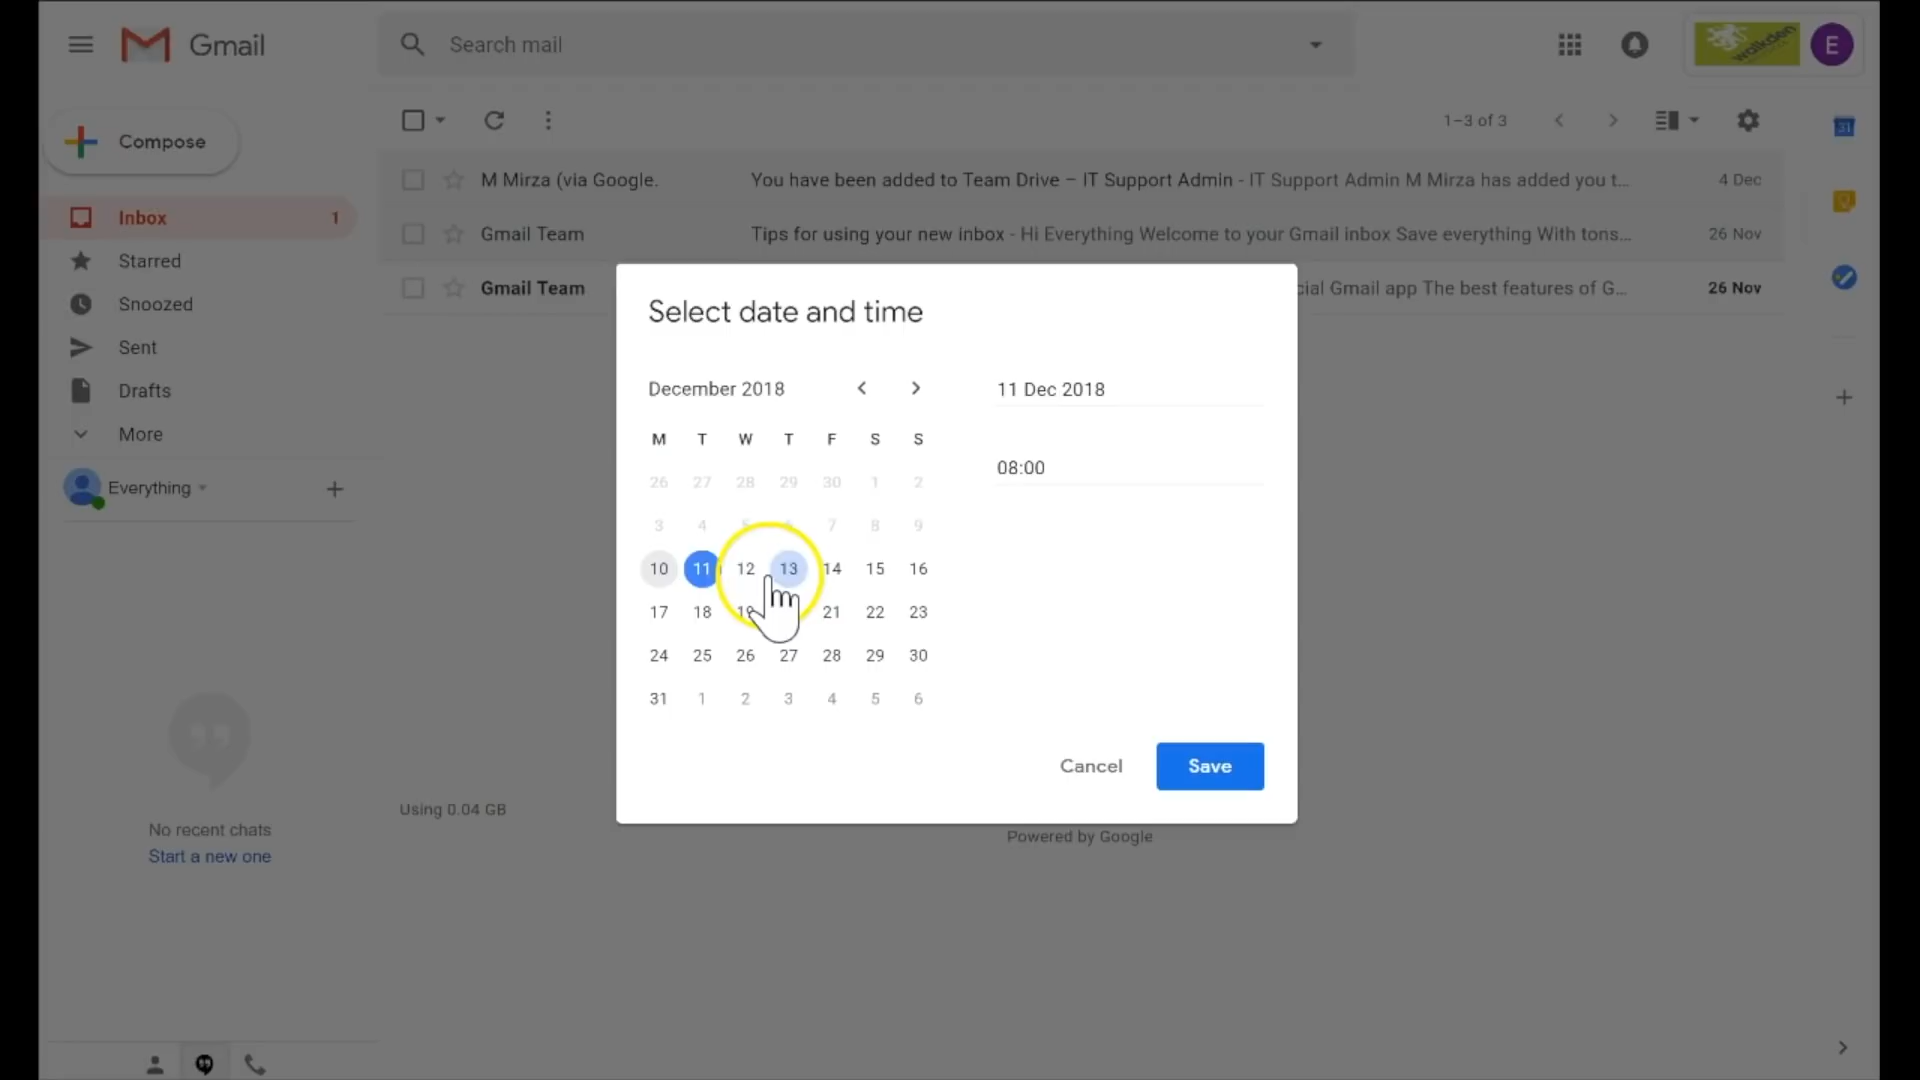 Gmail
Search mail
walkden
E
Compose
1–3 of 3
31
M Mirza (via Google. You have been added to Team Drive – IT Support Admin - IT Support Admin M Mirza has added you t... 4 Dec
Inbox 1
Gmail Team Tips for using your new inbox - Hi Everything Welcome to your Gmail inbox Save everything With tons... 26 Nov
Starred
Gmail Team cial Gmail app The best features of G... 26 Nov
Snoozed
Sent
Drafts
More
Everything
No recent chats
Start a new one
Select date and time
December 2018
M T W T F S S
26 27 28 29 30 1 2
3 4 5 6 7 8 9
10 11 12 13 14 15 16
17 18 19 21 22 23
24 25 26 27 28 29 30
31 1 2 3 4 5 6
11 Dec 2018
08:00
Cancel Save
Using 0.04 GB
Powered by Google